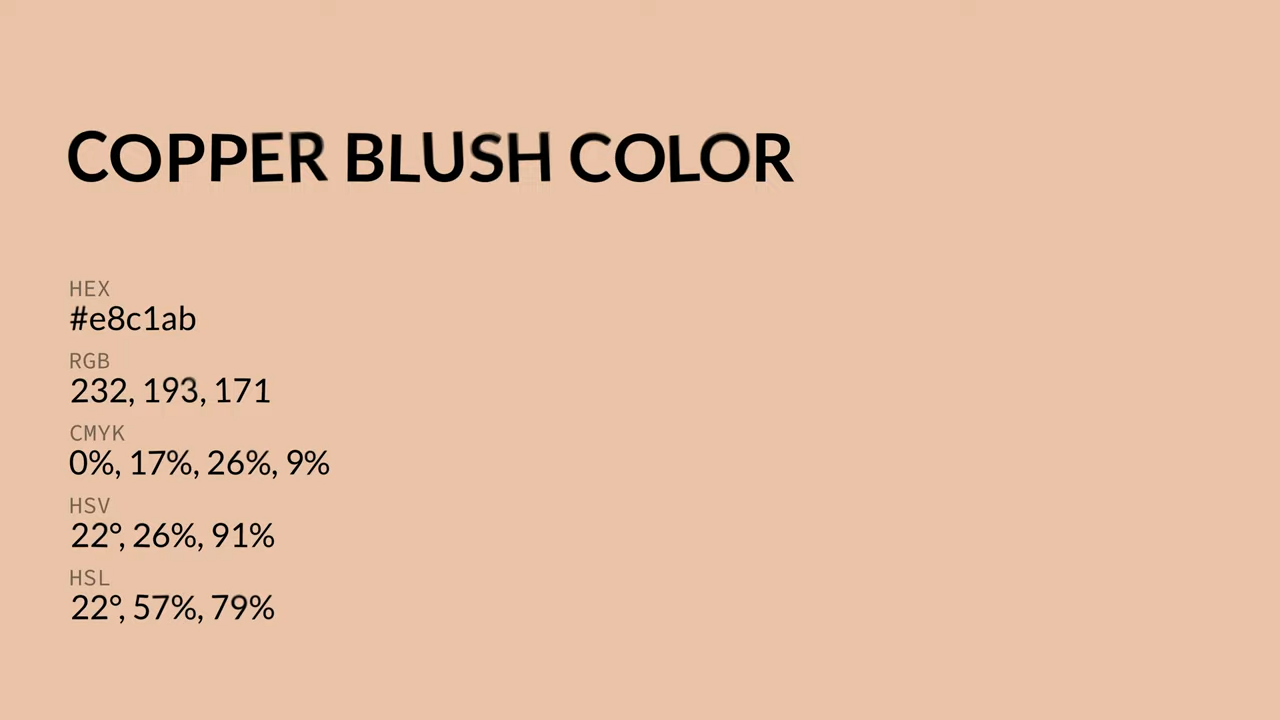 COPPER BLUSH COLOR
HEX
#e8c1ab
RGB
232, 193, 171
CMYK
0%, 17%, 26%, 9%
HSV
22°, 26%, 91%
HSL
22°, 57%, 79%